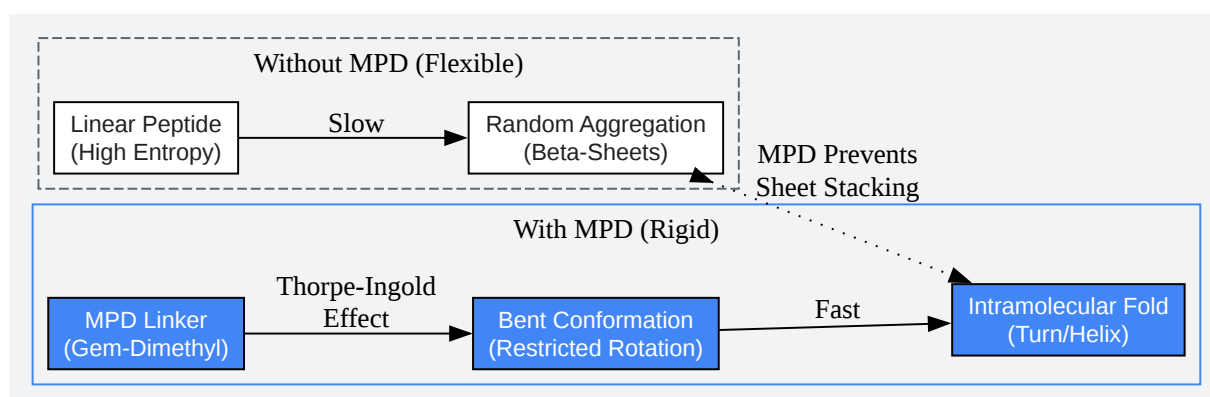 Without MPD (Flexible)
Linear Peptide
(High Entropy)
Slow
Random Aggregation
(Beta-Sheets)
MPD Prevents
Sheet Stacking
With MPD (Rigid)
MPD Linker
(Gem-Dimethyl)
Thorpe-Ingold
Effect
Bent Conformation
(Restricted Rotation)
Fast
Intramolecular Fold
(Turn/Helix)